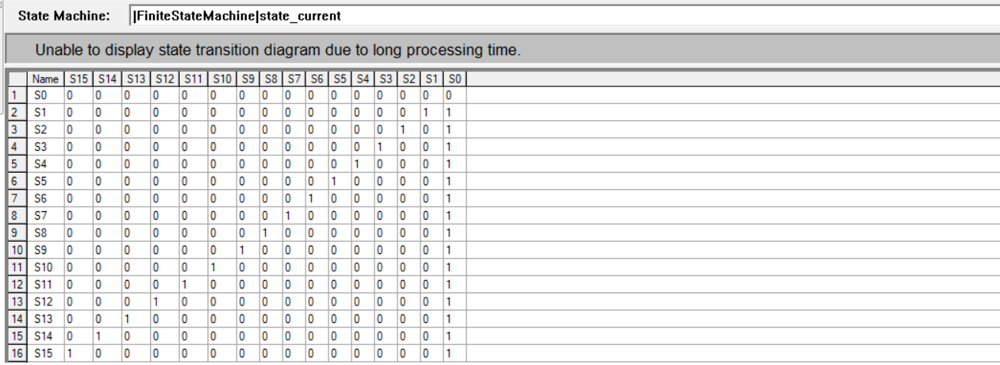 State Machine: |FiniteStateMachine|state_current
Unable to display state transition diagram due to long processing time.
Name S15 S14 S13 S12 S11 S10 S9 S8 S7 S6 S5 S4 S3 S2 S1 S0
1 S0 0 0 0 0 0 0 0 0 0 0 0 0 0 0 0 0
2 S1 0 0 0 0 0 0 0 0 0 0 0 0 0 0 1 1
3 S2 0 0 0 0 0 0 0 0 0 0 0 0 0 1 0 1
4 S3 0 0 0 0 0 0 0 0 0 0 0 0 1 0 0 1
5 S4 0 0 0 0 0 0 0 0 0 0 0 1 0 0 0 1
6 S5 0 0 0 0 0 0 0 0 0 0 1 0 0 0 0 1
7 S6 0 0 0 0 0 0 0 0 0 1 0 0 0 0 0 1
8 S7 0 0 0 0 0 0 0 0 1 0 0 0 0 0 0 1
9 S8 0 0 0 0 0 0 0 1 0 0 0 0 0 0 0 1
10 S9 0 0 0 0 0 0 1 0 0 0 0 0 0 0 0 1
11 S10 0 0 0 0 0 1 0 0 0 0 0 0 0 0 0 1
12 S11 0 0 0 0 1 0 0 0 0 0 0 0 0 0 0 1
13 S12 0 0 0 1 0 0 0 0 0 0 0 0 0 0 0 1
14 S13 0 0 1 0 0 0 0 0 0 0 0 0 0 0 0 1
15 S14 0 1 0 0 0 0 0 0 0 0 0 0 0 0 0 1
16 S15 1 0 0 0 0 0 0 0 0 0 0 0 0 0 0 1